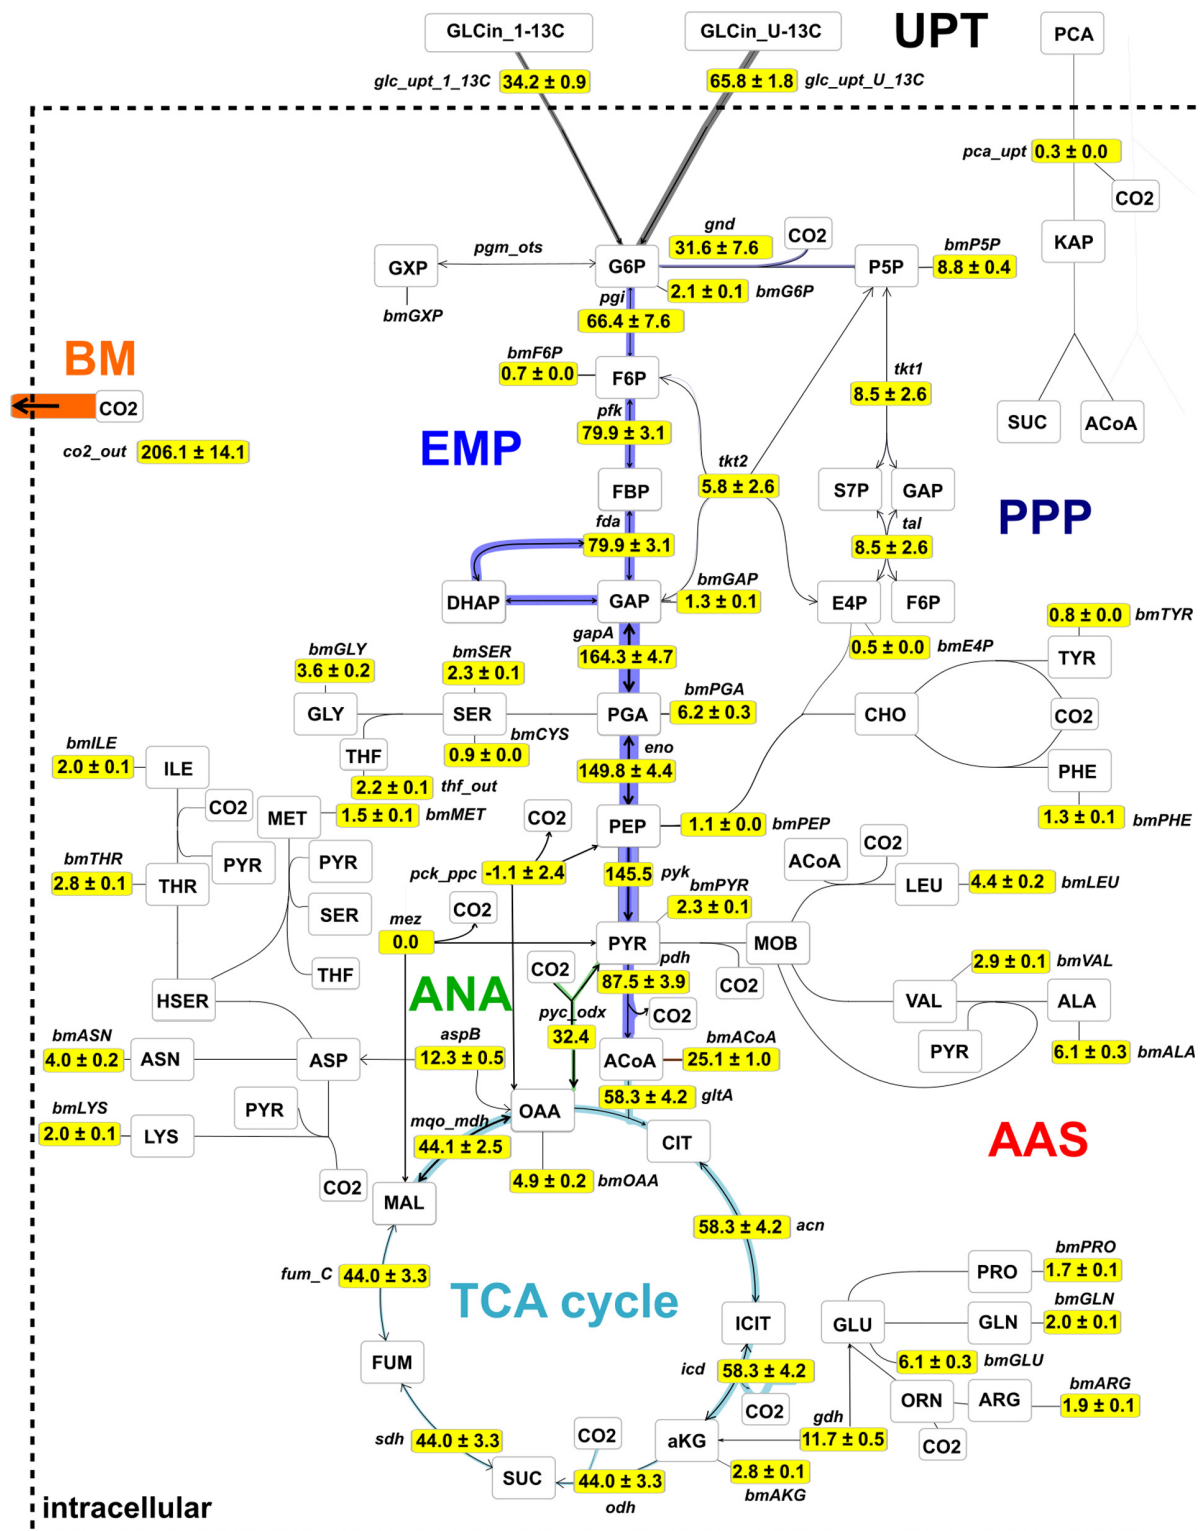 GLCin_1-13C
GLCin_U-13C
UPT
PCA
glc_upt_1_13C
34.2 ± 0.9
65.8 ± 1.8
glc_upt_U_13C
pca_upt
0.3 ± 0.0
CO2
KAP
SUC
ACoA
gnd
31.6 ± 7.6
CO2
GXP
pgm_ots
G6P
P5P
bmP5P
8.8 ± 0.4
bmGXP
pgi
2.1 ± 0.1
bmG6P
66.4 ± 7.6
BM
CO2
co2_out
206.1 ± 14.1
bmF6P
0.7 ± 0.0
F6P
tkt1
8.5 ± 2.6
pfk
79.9 ± 3.1
EMP
tkt2
5.8 ± 2.6
FBP
S7P
GAP
PPP
fda
79.9 ± 3.1
tal
8.5 ± 2.6
DHAP
GAP
bmGAP
1.3 ± 0.1
E4P
F6P
0.8 ± 0.0
bmTYR
gapA
164.3 ± 4.7
0.5 ± 0.0
bmE4P
TYR
bmGLY
3.6 ± 0.2
bmSER
2.3 ± 0.1
GLY
SER
PGA
bmPGA
6.2 ± 0.3
CHO
CO2
THF
bmCYS
0.9 ± 0.0
eno
149.8 ± 4.4
PHE
bmILE
2.0 ± 0.1
ILE
2.2 ± 0.1
thf_out
1.3 ± 0.1
bmPHE
CO2
MET
1.5 ± 0.1
bmMET
CO2
PEP
1.1 ± 0.0
bmPEP
PYR
PYR
bmTHR
2.8 ± 0.1
THR
pck_ppc
-1.1 ± 2.4
145.5
pyk
ACoA
CO2
LEU
4.4 ± 0.2
bmLEU
SER
mez
0.0
CO2
bmPYR
2.3 ± 0.1
PYR
MOB
THF
CO2
pdh
87.5 ± 3.9
CO2
2.9 ± 0.1
bmVAL
HSER
ANA
VAL
ALA
pyc_odx
32.4
CO2
PYR
bmASN
4.0 ± 0.2
ASN
ASP
aspB
12.3 ± 0.5
ACoA
bmACoA
25.1 ± 1.0
6.1 ± 0.3
bmALA
58.3 ± 4.2
gltA
bmLYS
2.0 ± 0.1
LYS
PYR
mqo_mdh
44.1 ± 2.5
OAA
CIT
AAS
CO2
4.9 ± 0.2
bmOAA
MAL
58.3 ± 4.2
acn
fum_C
44.0 ± 3.3
TCA cycle
PRO
bmPRO
1.7 ± 0.1
ICIT
GLU
GLN
bmGLN
2.0 ± 0.1
FUM
icd
58.3 ± 4.2
6.1 ± 0.3
bmGLU
CO2
ORN
ARG
bmARG
1.9 ± 0.1
CO2
sdh
44.0 ± 3.3
CO2
aKG
gdh
11.7 ± 0.5
SUC
44.0 ± 3.3
odh
2.8 ± 0.1
bmAKG
intracellular